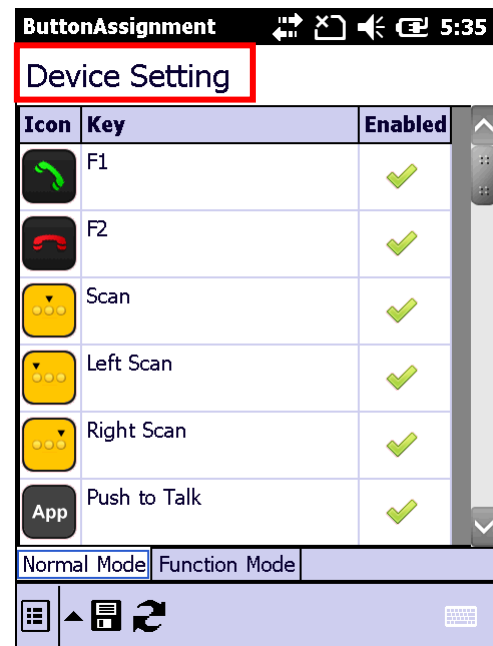 ButtonAssignment 5:35
Device Setting
Icon Key Enabled
F1
F2
Scan
Left Scan
Right Scan
App Push to Talk
Normal Mode Function Mode